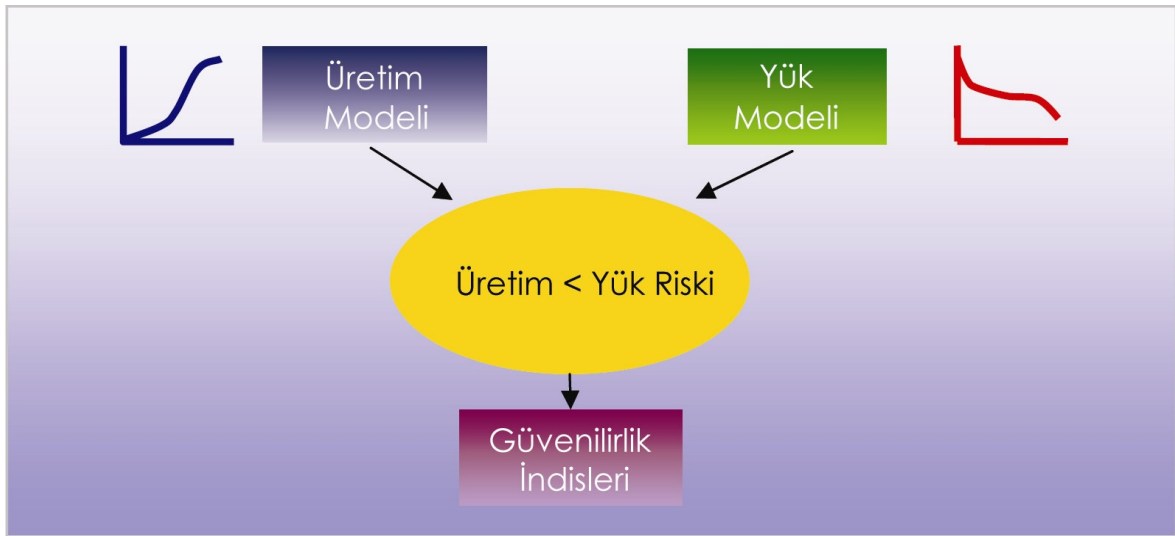 Üretim
Modeli
Yük
Modeli
Üretim < Yük Riski
Güvenilirlik
İndisleri